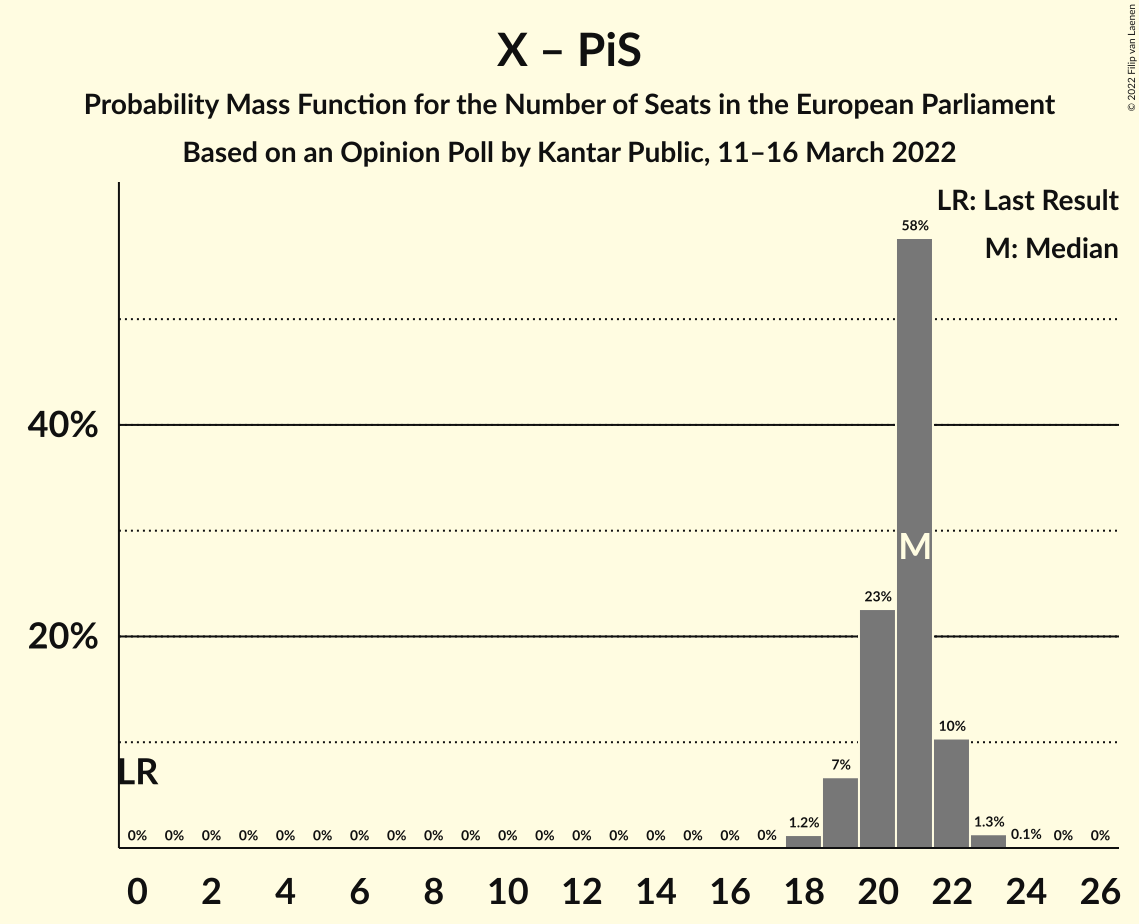 X – PiS
Probability Mass Function for the Number of Seats in the European Parliament
Based on an Opinion Poll by Kantar Public, 11–16 March 2022
© 2022 Filip van Laenen
LR: Last Result
M: Median
58%
40%
M
23%
20%
10%
7%
LR
0% 0% 0% 0% 0% 0% 0% 0% 0% 0% 0% 0% 0% 0% 0% 0% 0% 0% 1.2% 1.3% 0.1% 0% 0%
0 2 4 6 8 10 12 14 16 18 20 22 24 26